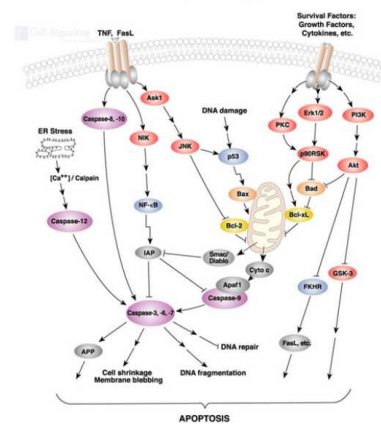 TNF, FasL
Survival Factors:
Growth Factors,
Cytokines, etc.
Ask1
Caspase-8, -10
DNA damage
PKC
Erk1/2
PI3K
ER Stress
NIK
JNK
p53
p90RSK
Akt
[Ca⁺⁺]/Calpain
Bax
Bad
NF-κB
Bcl-2
Bcl-xL
Caspase-12
IAP
Smac/
Diablo
Cyto c
Apaf1
Caspase-9
FKHR
GSK-3
Caspase-3, -6, -7
DNA repair
FasL, etc.
APP
Cell shrinkage
Membrane blebbing
DNA fragmentation
APOPTOSIS